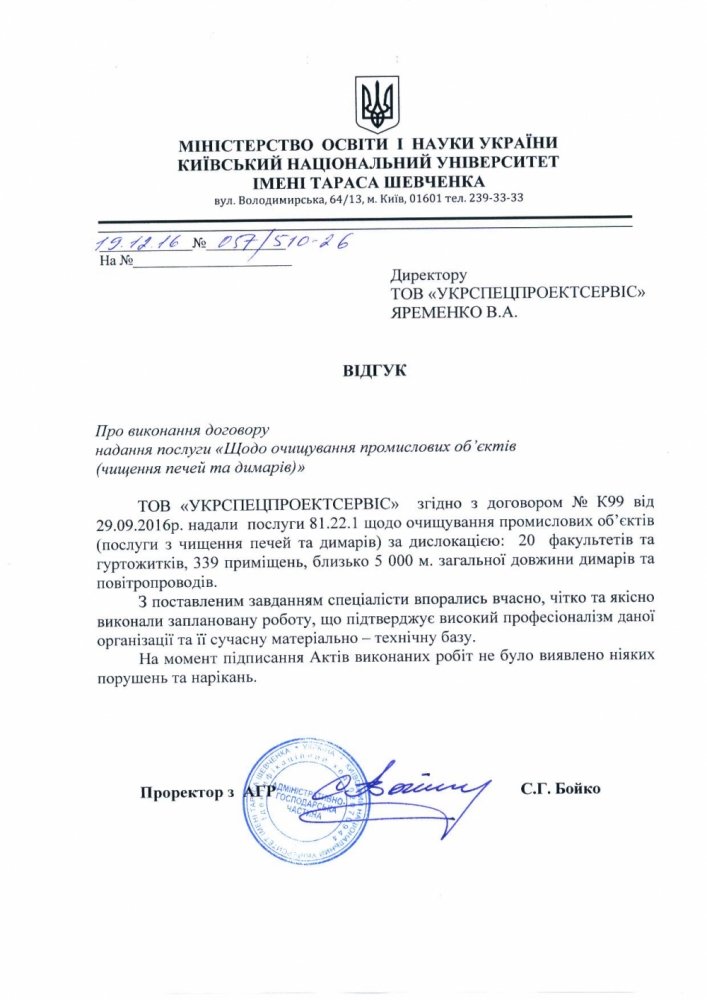 МІНІСТЕРСТВО ОСВІТИ І НАУКИ УКРАЇНИ
КИЇВСЬКИЙ НАЦІОНАЛЬНИЙ УНІВЕРСИТЕТ
ІМЕНІ ТАРАСА ШЕВЧЕНКА
вул. Володимирська, 64/13, м. Київ, 01601 тел. 239-33-33
19.12.16 № 057/510-26
На №
Директору
ТОВ «УКРСПЕЦПРОЕКТСЕРВІС»
ЯРЕМЕНКО В.А.
ВІДГУК
Про виконання договору
надання послуги «Щодо очищування промислових об’єктів
(чищення печей та димарів)»
ТОВ «УКРСПЕЦПРОЕКТСЕРВІС» згідно з договором № К99 від
29.09.2016р. надали послуги 81.22.1 щодо очищування промислових об’єктів
(послуги з чищення печей та димарів) за дислокацією: 20 факультетів та
гуртожитків, 339 приміщень, близько 5 000 м. загальної довжини димарів та
повітропроводів.
З поставленим завданням спеціалісти впорались вчасно, чітко та якісно
виконали заплановану роботу, що підтверджує високий професіоналізм даної
організації та її сучасну матеріально – технічну базу.
На момент підписання Актів виконаних робіт не було виявлено ніяких
порушень та нарікань.
Проректор з АГР
С.Г. Бойко
АДМІНІСТРАТИВНО-
ГОСПОДАРСЬКА
ЧАСТИНА